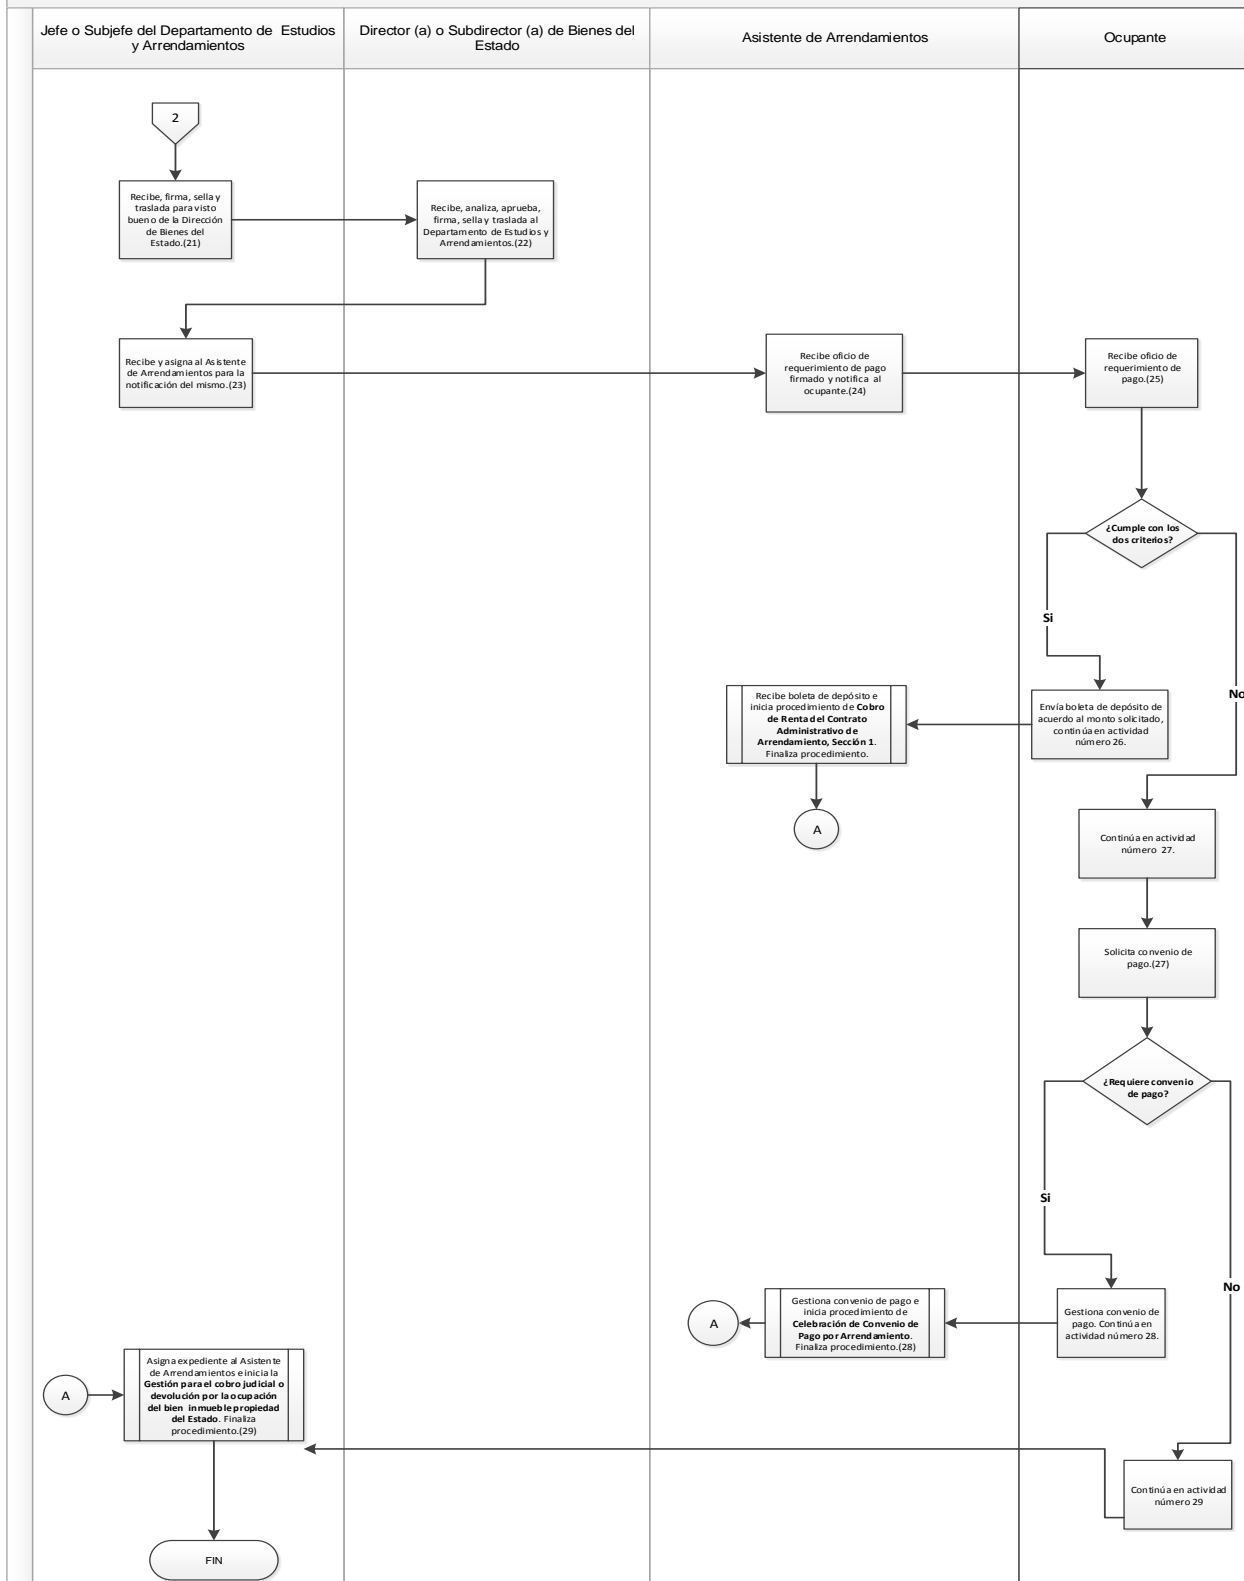 Jefe o Subjefe del Departamento de Estudios
y Arrendamientos
Director (a) o Subdirector (a) de Bienes del
Estado
Asistente de Arrendamientos
Ocupante
2
Recibe, firma, sella y
traslada para visto
bueno de la Dirección
de Bienes del
Estado.(21)
Recibe, analiza, aprueba,
firma, sella y traslada al
Departamento de Estudios y
Arrendamientos.(22)
Recibe y asigna al Asistente
de Arrendamientos para la
notificación del mismo.(23)
Recibe oficio de
requerimiento de pago
firmado y notifica al
ocupante.(24)
Recibe oficio de
requerimiento de
pago.(25)
¿Cumple con los
dos criterios?
Si
No
Envía boleta de depósito de
acuerdo al monto solicitado,
continúa en actividad
número 26.
Recibe boleta de depósito e
inicia procedimiento de Cobro
de Renta del Contrato
Administrativo de
Arrendamiento, Sección 1.
Finaliza procedimiento.
A
Continúa en actividad
número 27.
Solicita convenio de
pago.(27)
¿Requiere convenio
de pago?
Si
No
Gestiona convenio de
pago. Continúa en
actividad número 28.
Gestiona convenio de pago e
inicia procedimiento de
Celebración de Convenio de
Pago por Arrendamiento.
Finaliza procedimiento.(28)
A
A
Asigna expediente al Asistente
de Arrendamientos e inicia la
Gestión para el cobro judicial o
devolución por la ocupación
del bien inmueble propiedad
del Estado. Finaliza
procedimiento.(29)
Continúa en actividad
número 29
FIN